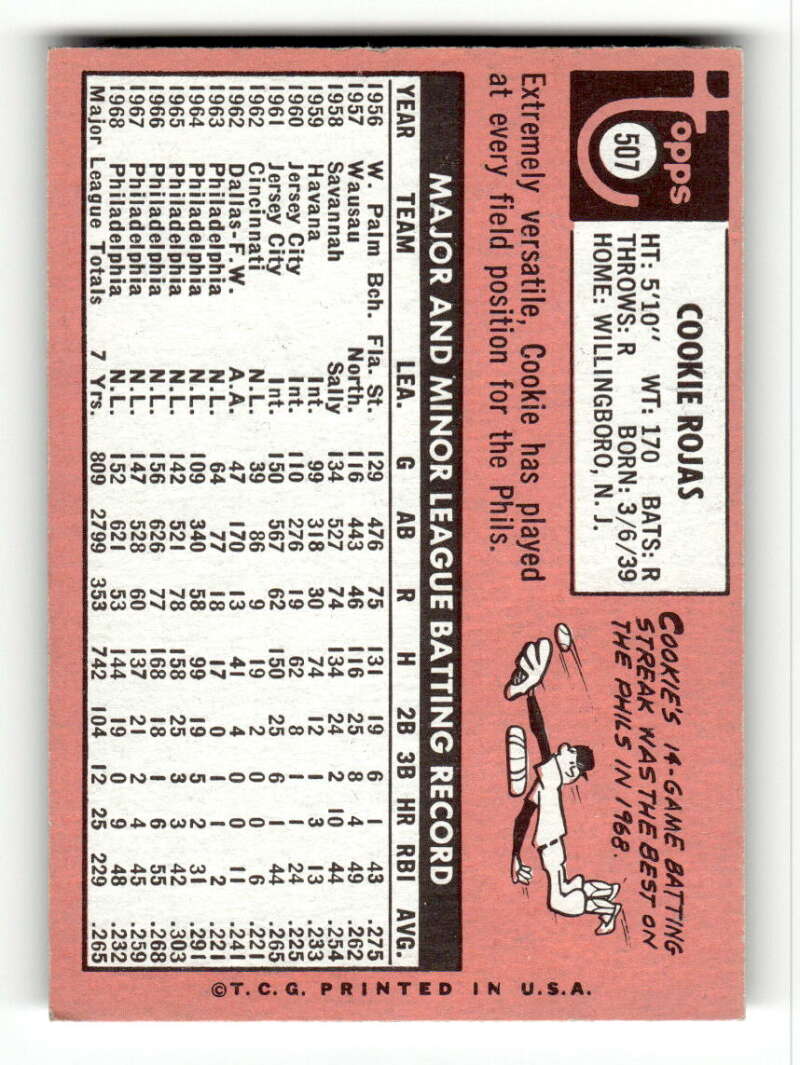 Topps
507
COOKIE ROJAS
HT: 5'10" WT: 170 BATS: R
THROWS: R BORN: 3/6/39
HOME: WILLINGBORO, N. J.
Extremely versatile, Cookie has played
at every field position for the Phils.
COOKIE'S 14-GAME BATTING
STREAK WAS THE BEST ON
THE PHILS IN 1968.
MAJOR AND MINOR LEAGUE BATTING RECORD
YEAR TEAM LEA. G AB R H 2B 3B HR RBI AVG.
1956 W. Palm Bch. Fla. St. 129 476 75 131 19 6 1 43 .275
1957 Wausau North. 116 443 46 116 25 8 4 49 .262
1958 Savannah Sally 134 527 74 134 24 2 10 44 .254
1959 Havana Int. 99 318 30 74 12 1 3 13 .233
1960 Jersey City Int. 110 276 19 62 8 1 1 24 .225
1961 Jersey City Int. 150 567 62 150 25 6 1 44 .265
1962 Cincinnati N.L. 39 86 9 19 2 0 0 6 .221
1962 Dallas-F.W. A.A. 47 170 13 41 4 0 0 11 .241
1963 Philadelphia N.L. 64 77 18 17 0 1 1 2 .221
1964 Philadelphia N.L. 109 340 58 99 19 5 2 31 .291
1965 Philadelphia N.L. 142 521 78 158 25 3 3 42 .303
1966 Philadelphia N.L. 156 626 77 168 18 1 6 55 .268
1967 Philadelphia N.L. 147 528 60 137 21 2 4 45 .259
1968 Philadelphia N.L. 152 621 53 144 19 0 9 48 .232
Major League Totals 7 Yrs. 809 2799 353 742 104 12 25 229 .265
©T.C.G. PRINTED IN U.S.A.